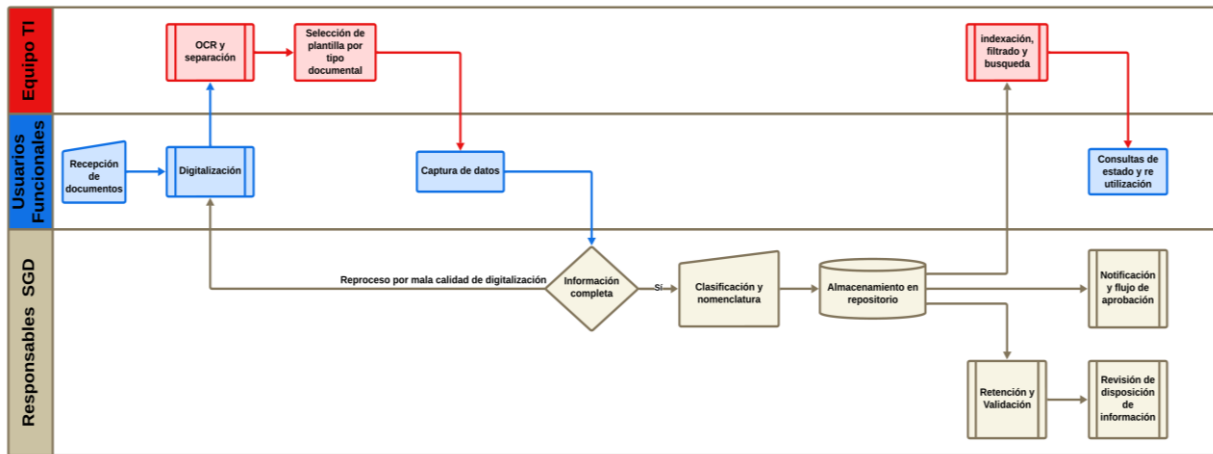 Equipo TI
OCR y
separación
Selección de
plantilla por
tipo
documental
indexación,
filtrado y
busqueda
Usuarios
Funcionales
Recepción
de
documentos
Digitalización
Captura de datos
Consultas de
estado y re
utilización
Responsables SGD
Reproceso por mala calidad de digitalización
Información
completa
Sí
Clasificación y
nomenclatura
Almacenamiento en
repositorio
Notificación
y flujo de
aprobación
Retención y
Validación
Revisión de
disposición
de
información